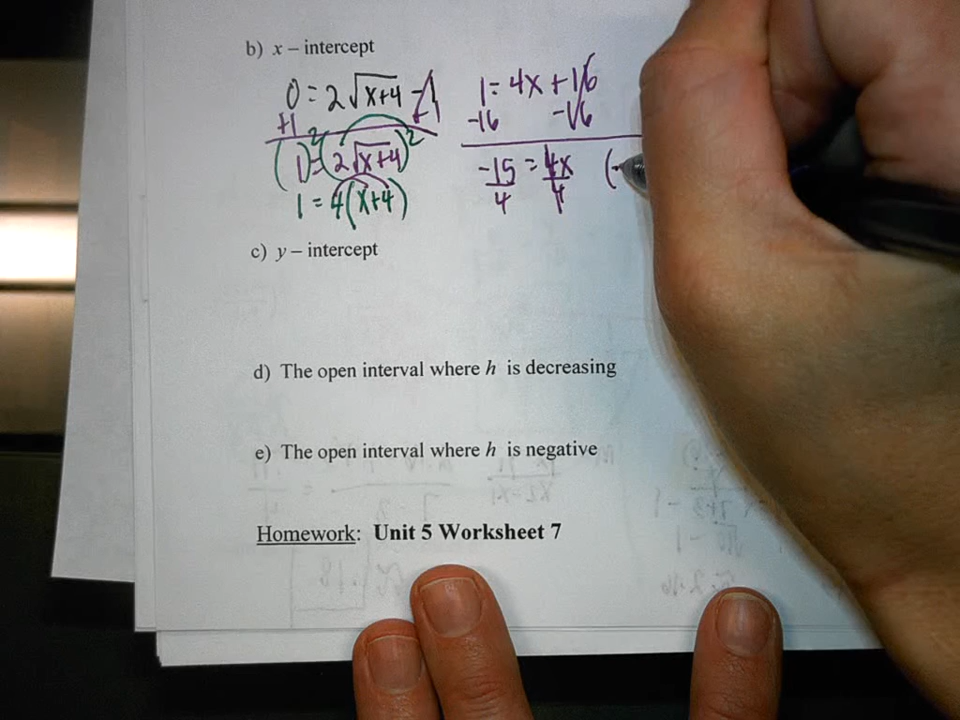 b) x – intercept
0 = 2√x+4 -1
+1 +1
(1)² = (2√x+4)²
1 = 4(x+4)
1 = 4x + 16
-16 -16
-15 = 4x (-
4 4
c) y – intercept
d) The open interval where h is decreasing
e) The open interval where h is negative
Homework: Unit 5 Worksheet 7